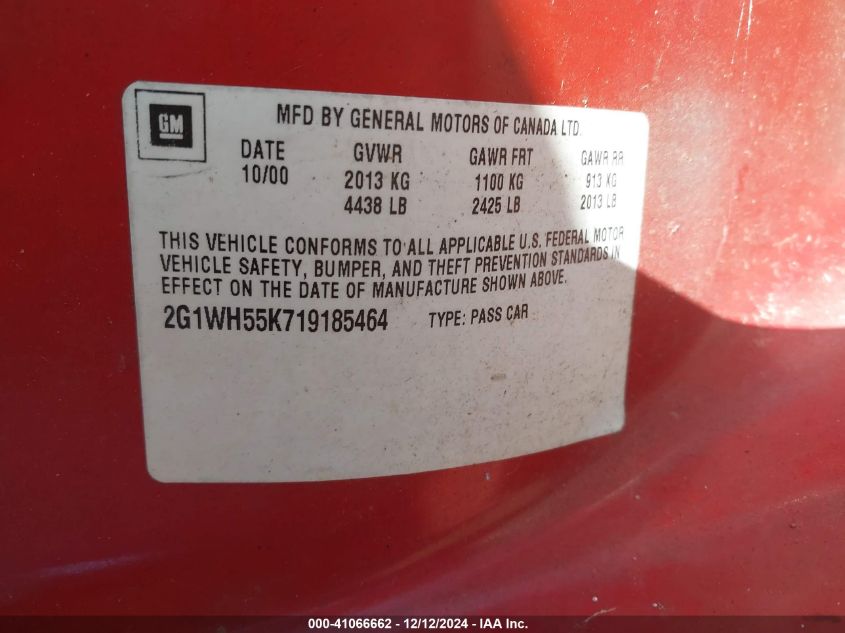 GM
MFD BY GENERAL MOTORS OF CANADA LTD
DATE GVWR GAWR FRT GAWR RR
10/00 2013 KG 1100 KG 913 KG
4438 LB 2425 LB 2013 LB
THIS VEHICLE CONFORMS TO ALL APPLICABLE U.S. FEDERAL MOTOR
VEHICLE SAFETY, BUMPER, AND THEFT PREVENTION STANDARDS IN
EFFECT ON THE DATE OF MANUFACTURE SHOWN ABOVE.
2G1WH55K719185464 TYPE: PASS CAR
000-41066662 - 12/12/2024 - IAA Inc.